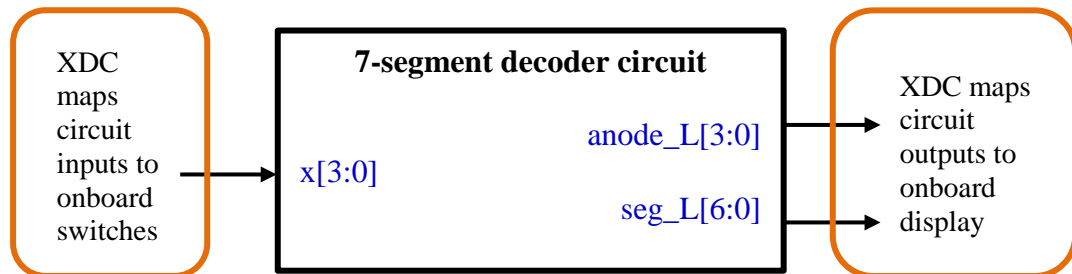 XDC
maps
circuit
inputs to
onboard
switches
7-segment decoder circuit
x[3:0]
anode_L[3:0]
seg_L[6:0]
XDC maps
circuit
outputs to
onboard
display